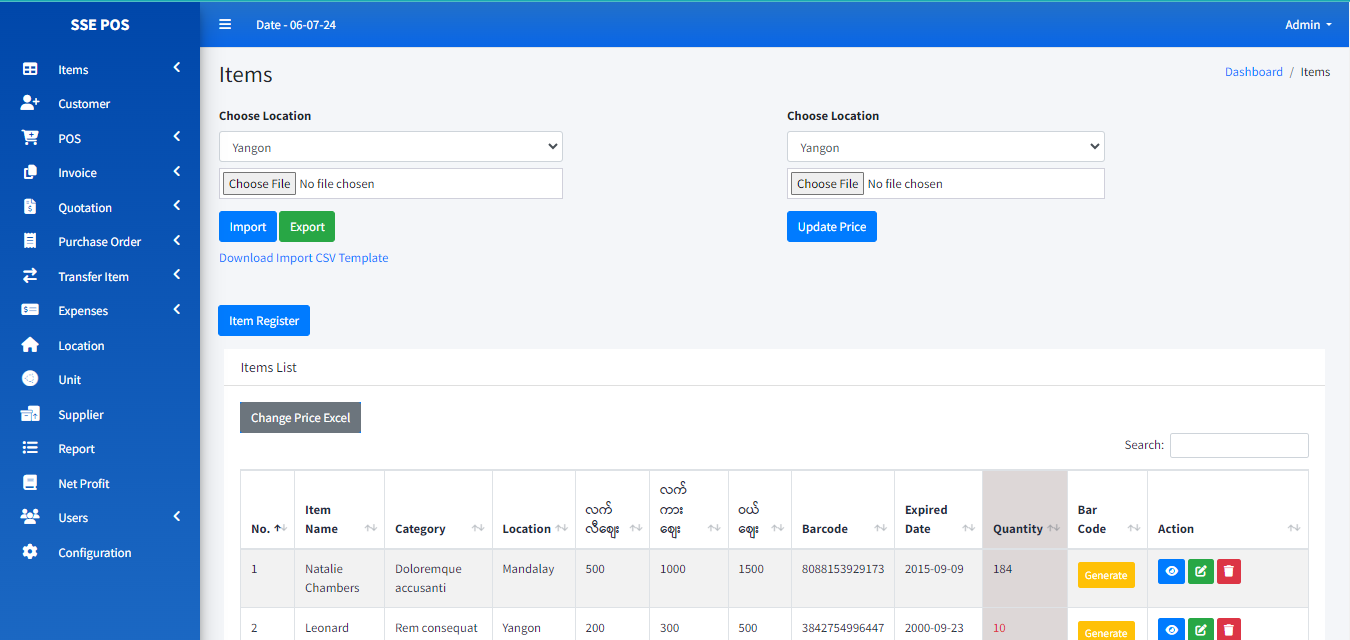 SSE POS
Date - 06-07-24
Admin
Items
Customer
POS
Invoice
Quotation
Purchase Order
Transfer Item
Expenses
Location
Unit
Supplier
Report
Net Profit
Users
Configuration
Items
Dashboard / Items
Choose Location
Yangon
Choose File No file chosen
Import Export
Download Import CSV Template
Choose Location
Yangon
Choose File No file chosen
Update Price
Item Register
Items List
Change Price Excel
Search:
No. Item Name Category Location လက်လီဈေး လက်ကားဈေး ဝယ်ဈေး Barcode Expired Date Quantity Bar Code Action
1 Natalie Chambers Doloremque accusanti Mandalay 500 1000 1500 8088153929173 2015-09-09 184 Generate
2 Leonard Rem consequat Yangon 200 300 500 3842754996447 2000-09-23 10 Generate